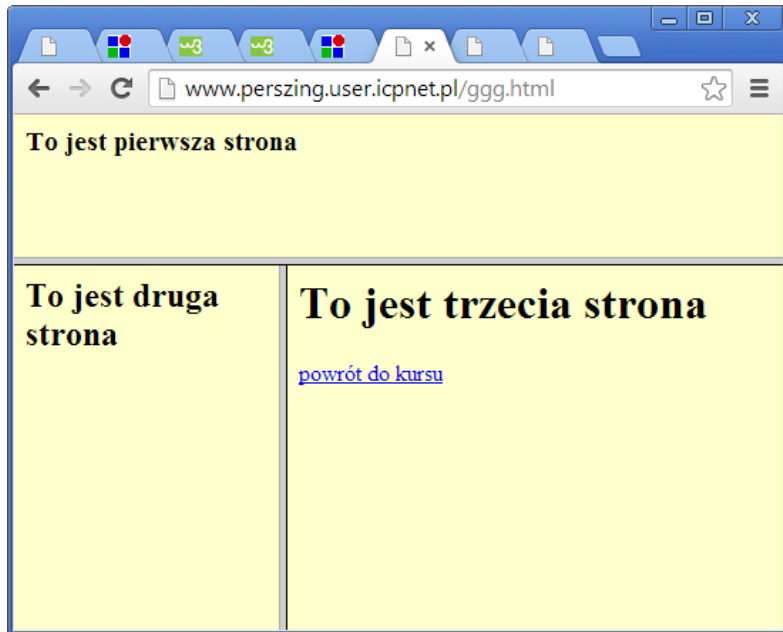 www.perszing.user.icpnet.pl/ggg.html
To jest pierwsza strona
To jest druga
strona
To jest trzecia strona
powrót do kursu